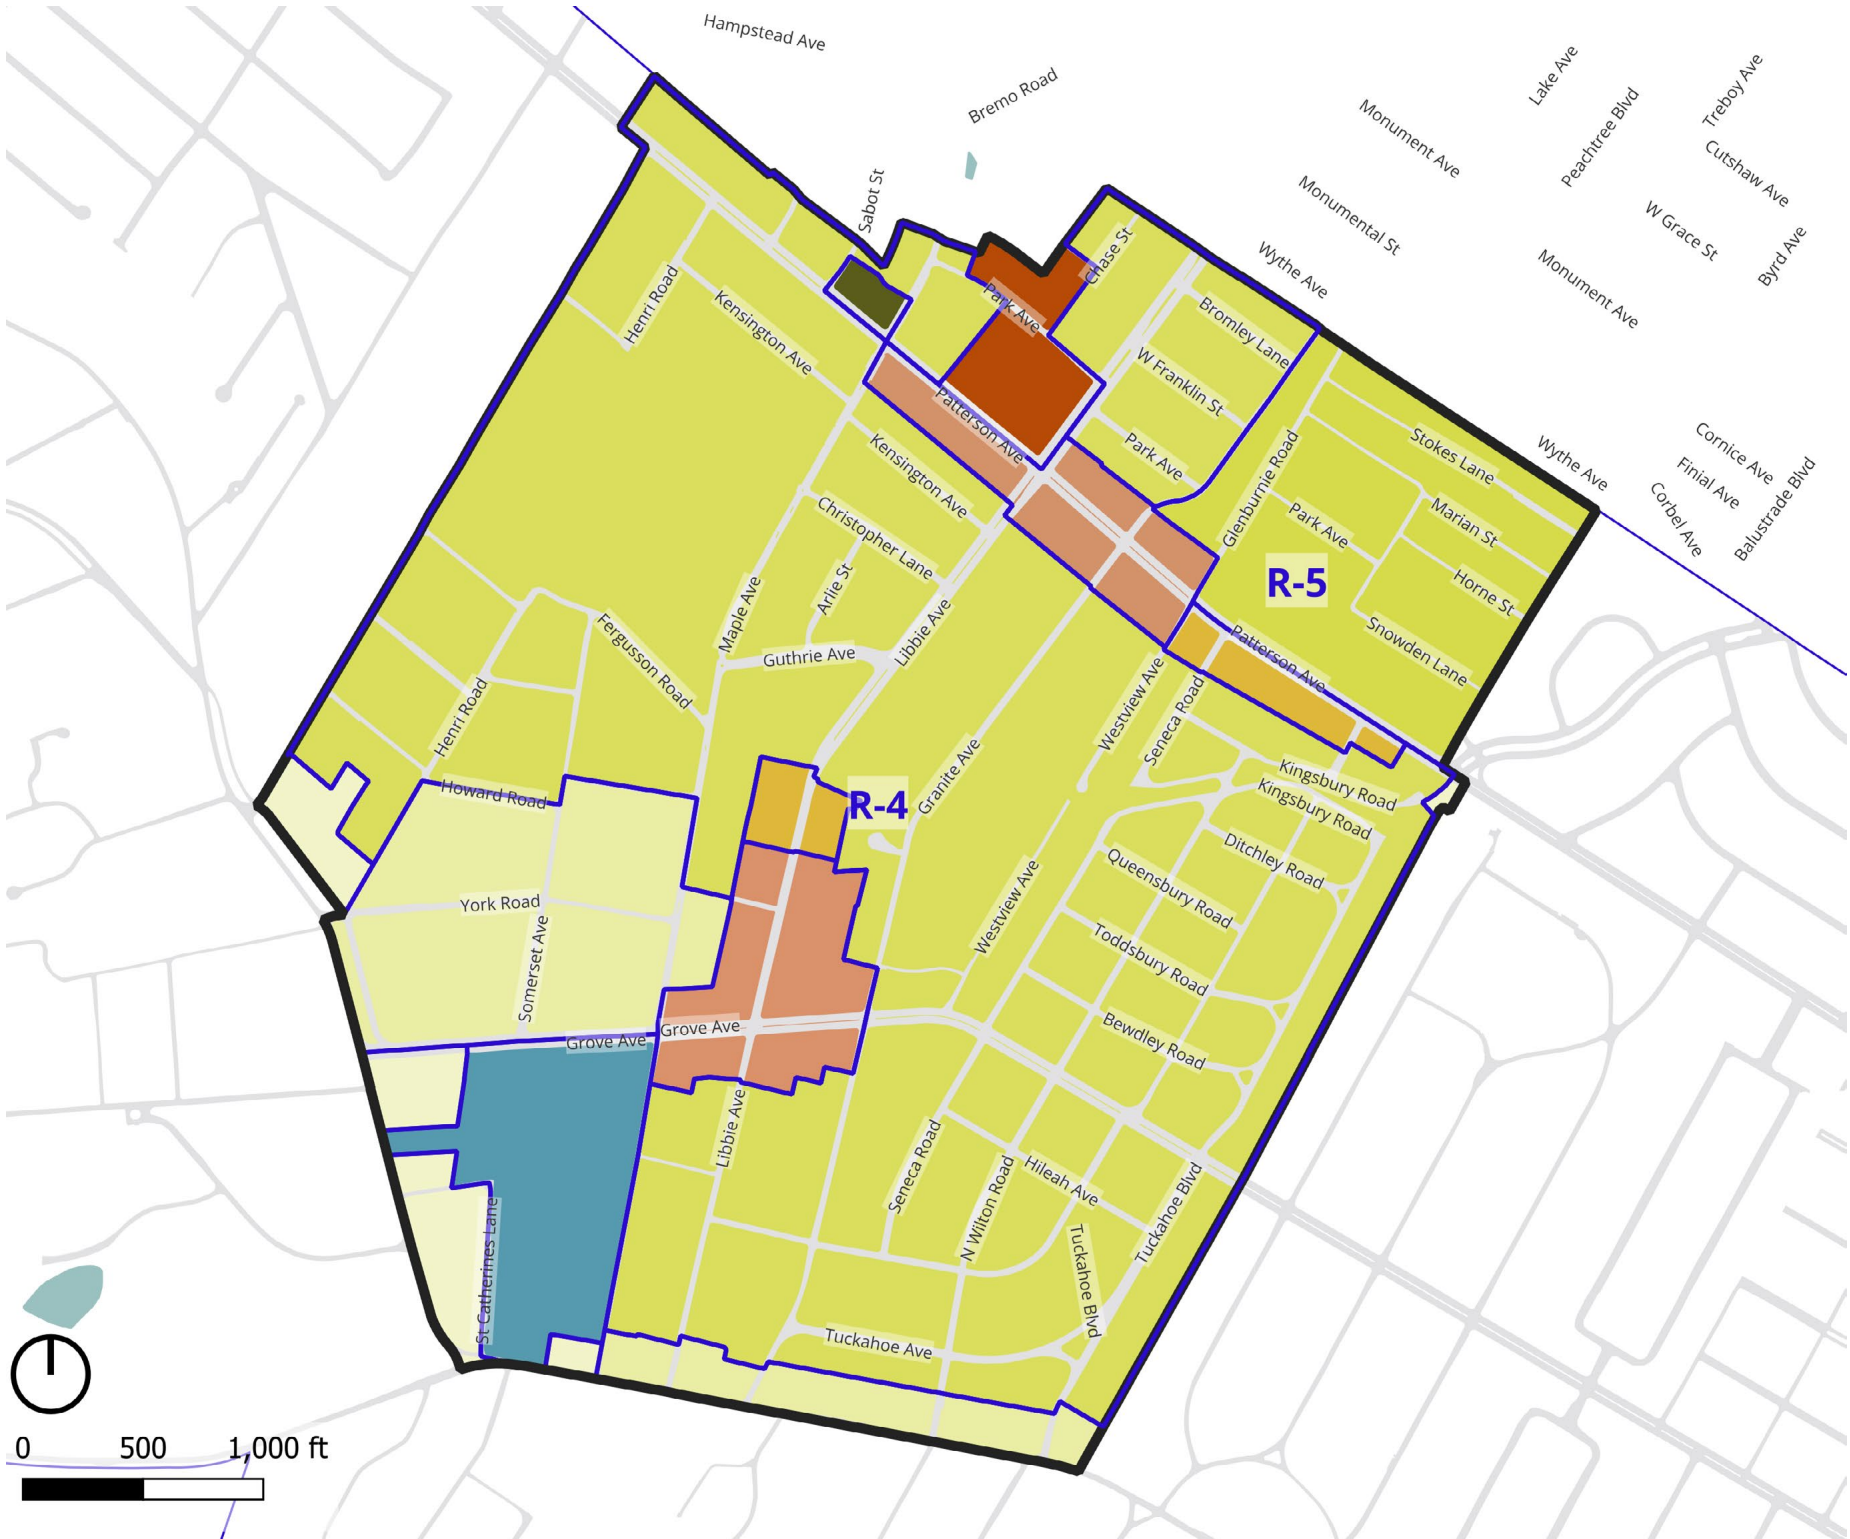 Hampstead Ave
Bremo Road
Lake Ave
Treboy Ave
Peachtree Blvd
Monument Ave
Cutshaw Ave
Sabot St
Monumental St
W Grace St
Byrd Ave
Chase St
Wythe Ave
Monument Ave
Henri Road
Kensington Ave
Park Ave
Bromley Lane
W Franklin St
Patterson Ave
Kensington Ave
Park Ave
Stokes Lane
Wythe Ave
Cornice Ave
Finial Ave
Corbel Ave
Balustrade Blvd
Glenburnie Road
Christopher Lane
Park Ave
Marian St
Arlie St
R-5
Horne St
Maple Ave
Libbie Ave
Fergusson Road
Guthrie Ave
Patterson Ave
Snowden Lane
Henri Road
Westview Ave
Seneca Road
Howard Road
R-4
Granite Ave
Kingsbury Road
Kingsbury Road
Ditchley Road
York Road
Queensbury Road
Westview Ave
Somerset Ave
Toddsbury Road
Grove Ave
Grove Ave
Bewdley Road
Libbie Ave
Seneca Road
Hileah Ave
N Wilton Road
Tuckahoe Blvd
Tuckahoe Blvd
St Catherines Lane
Tuckahoe Ave
0 500 1,000 ft